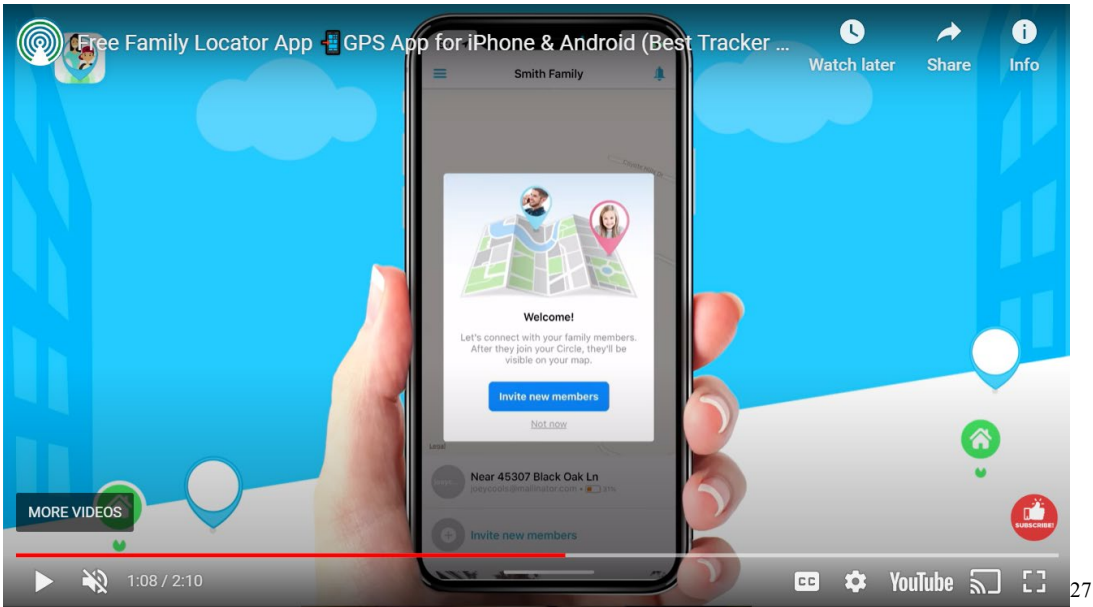 Free Family Locator App 📲GPS App for iPhone & Android (Best Tracker ...
Watch later
Share
Info
Smith Family
Welcome!
Let's connect with your family members.
After they join your Circle, they'll be
visible on your map.
Invite new members
Not now
Legal
Near 45307 Black Oak Ln
joeycools@mailinator.com
Invite new members
MORE VIDEOS
SUBSCRIBE!
1:08 / 2:10
CC
YouTube
27